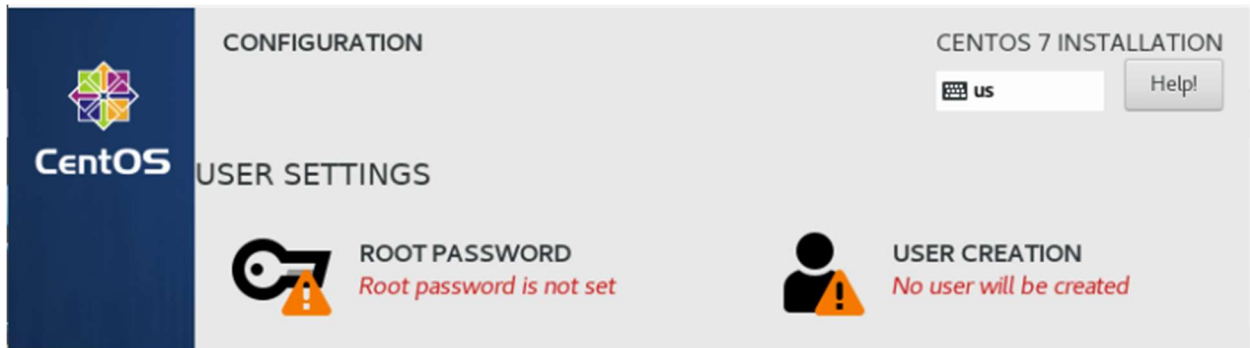 CONFIGURATION
CENTOS 7 INSTALLATION
us
Help!
CentOS
USER SETTINGS
ROOT PASSWORD
Root password is not set
USER CREATION
No user will be created